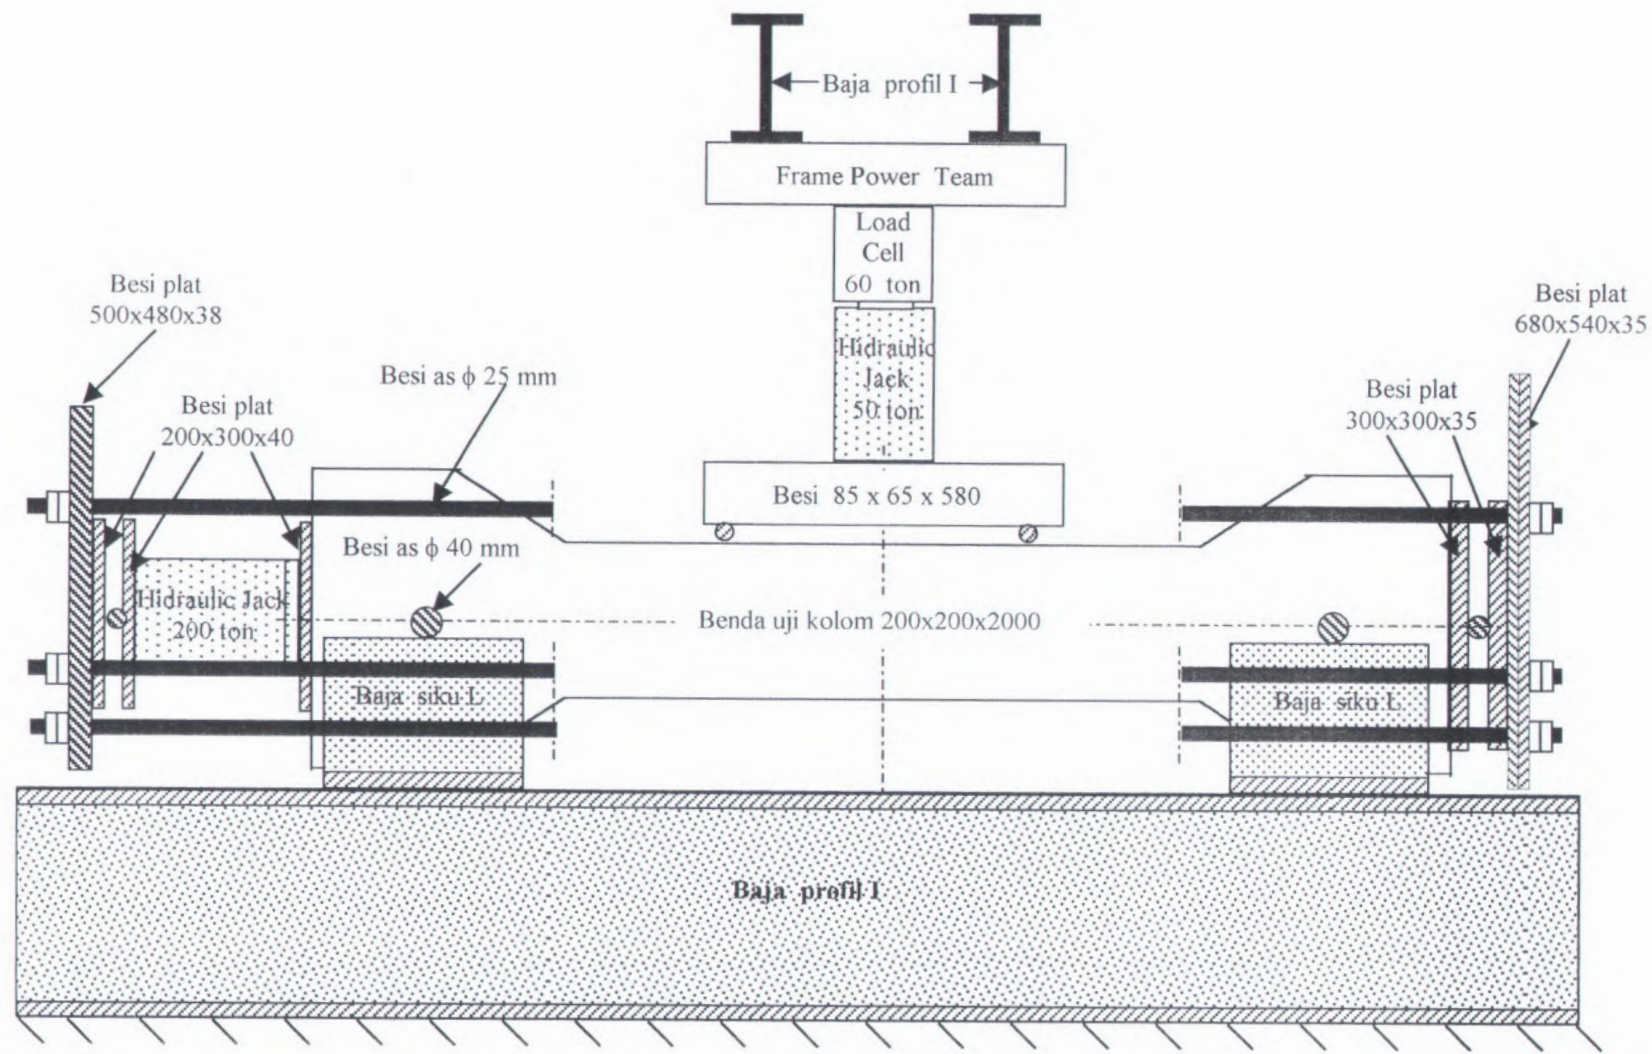 Baja profil I
Frame Power Team
Load
Cell
60 ton
Besi plat
500x480x38
Besi plat
680x540x35
Hidraulic
Jack
50 ton
Besi as ϕ 25 mm
Besi plat
200x300x40
Besi plat
300x300x35
Besi 85 x 65 x 580
Besi as ϕ 40 mm
Hidraulic Jack
200 ton
Benda uji kolom 200x200x2000
Baja siku L
Baja siku L
Baja profil I